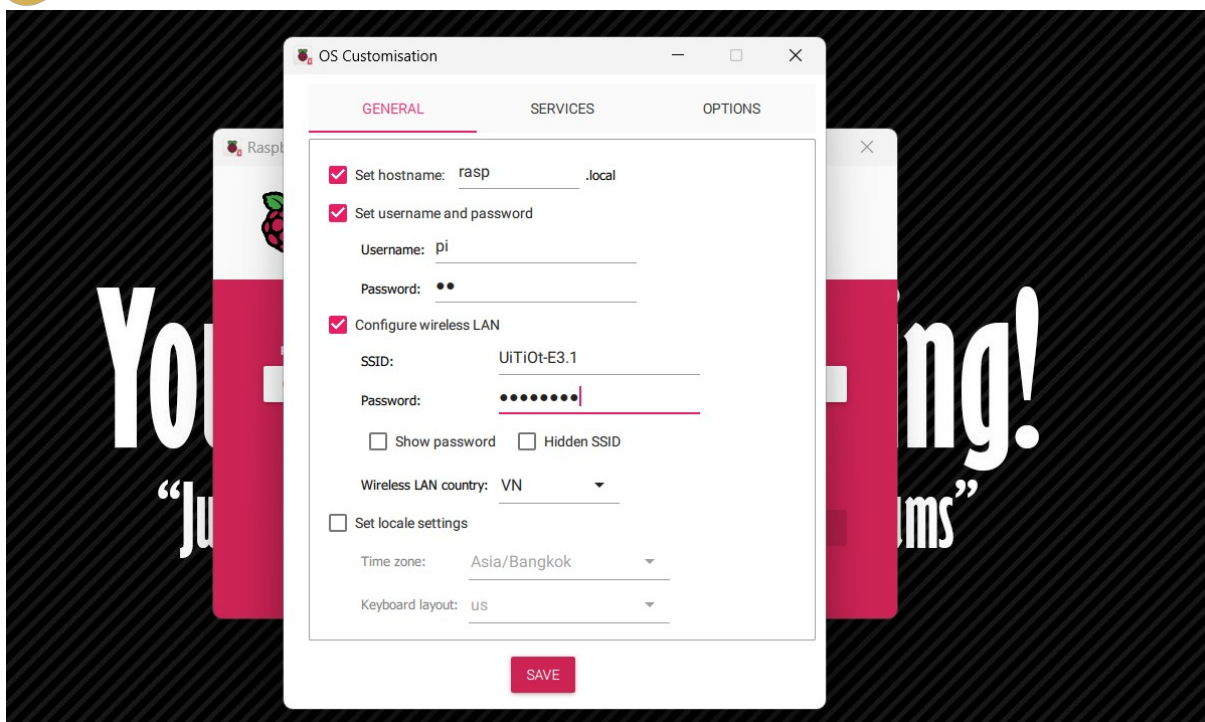 OS Customisation
GENERAL SERVICES OPTIONS
Raspb
Set hostname: rasp .local
Set username and password
Username: pi
Password: ••
Configure wireless LAN
SSID: UiTiOt-E3.1
Password: ••••••••
Show password Hidden SSID
Wireless LAN country: VN
Set locale settings
Time zone: Asia/Bangkok
Keyboard layout: us
SAVE
You ng!
“Ju ms”